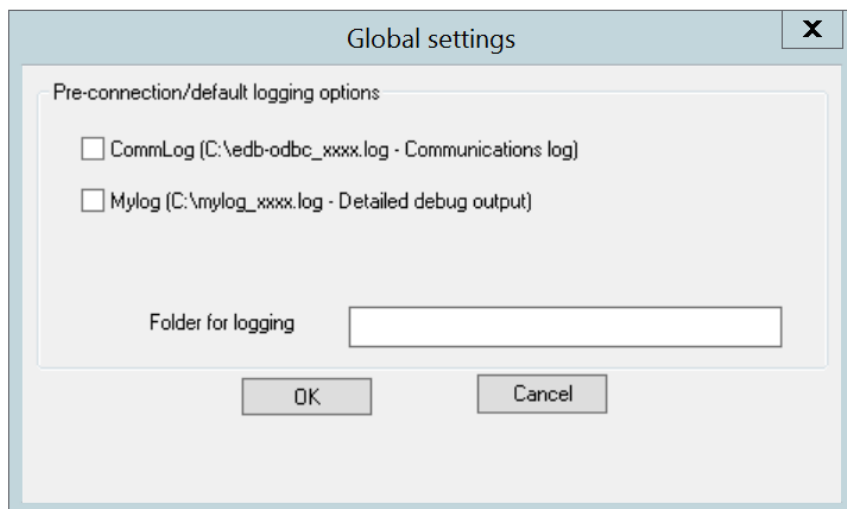 Global settings
X
Pre-connection/default logging options
CommLog (C:\edb-odbc_xxxx.log - Communications log)
Mylog (C:\mylog_xxxx.log - Detailed debug output)
Folder for logging
OK
Cancel